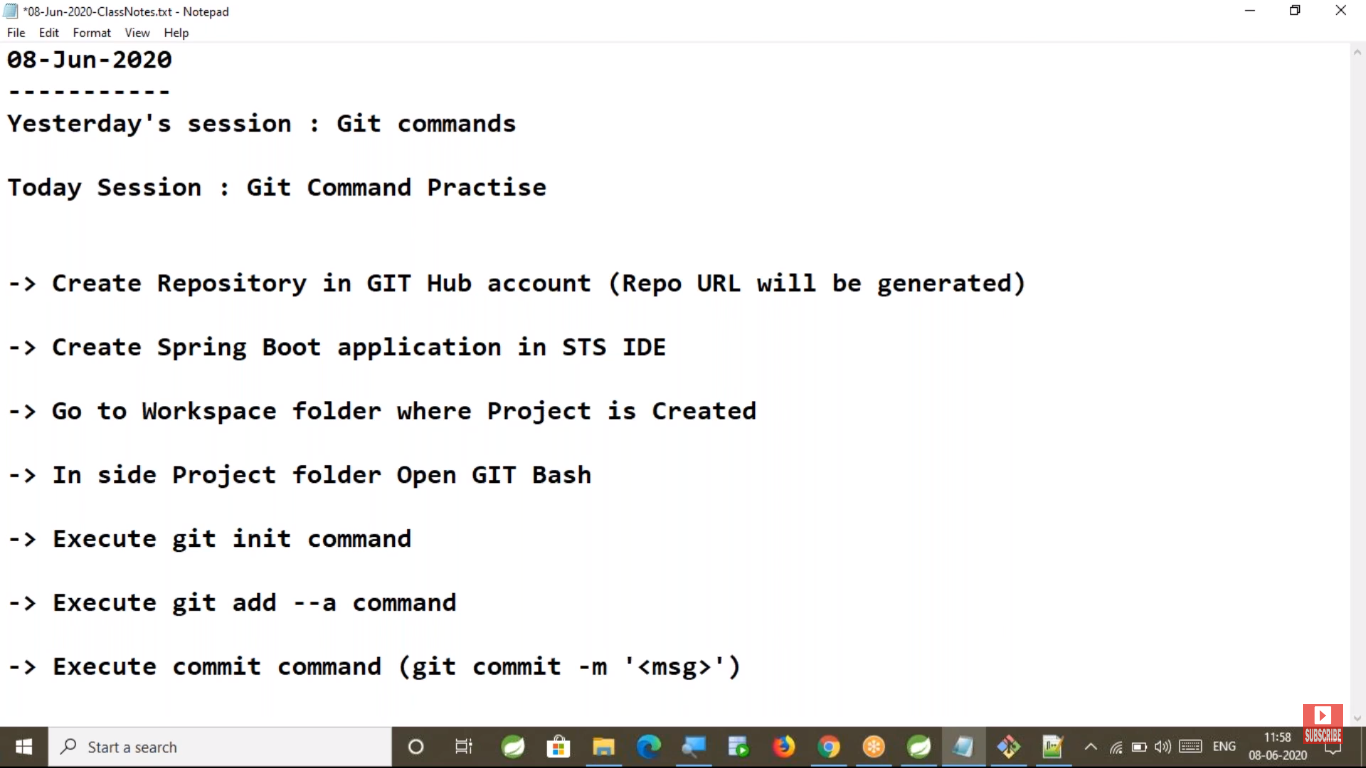 *08-Jun-2020-ClassNotes.txt - Notepad
File Edit Format View Help
08-Jun-2020
-----------
Yesterday's session : Git commands
Today Session : Git Command Practise
-> Create Repository in GIT Hub account (Repo URL will be generated)
-> Create Spring Boot application in STS IDE
-> Go to Workspace folder where Project is Created
-> In side Project folder Open GIT Bash
-> Execute git init command
-> Execute git add --a command
-> Execute commit command (git commit -m '<msg>')
SUBSCRIBE
Start a search
ENG
11:58
08-06-2020